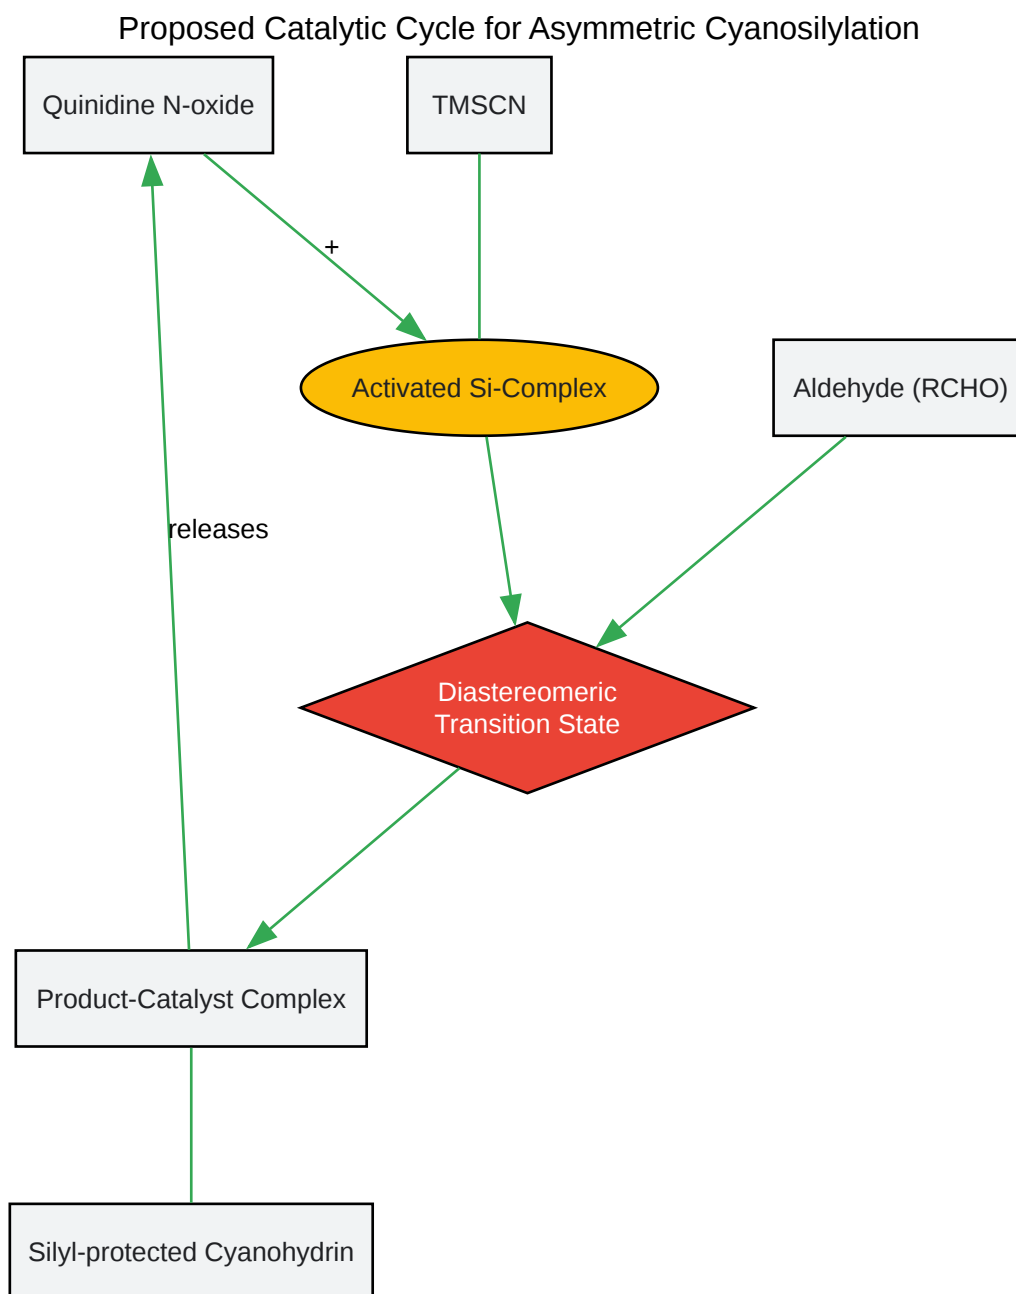 Proposed Catalytic Cycle for Asymmetric Cyanosilylation
Quinidine N-oxide
TMSCN
+
Activated Si-Complex
Aldehyde (RCHO)
releases
Diastereomeric
Transition State
Product-Catalyst Complex
Silyl-protected Cyanohydrin